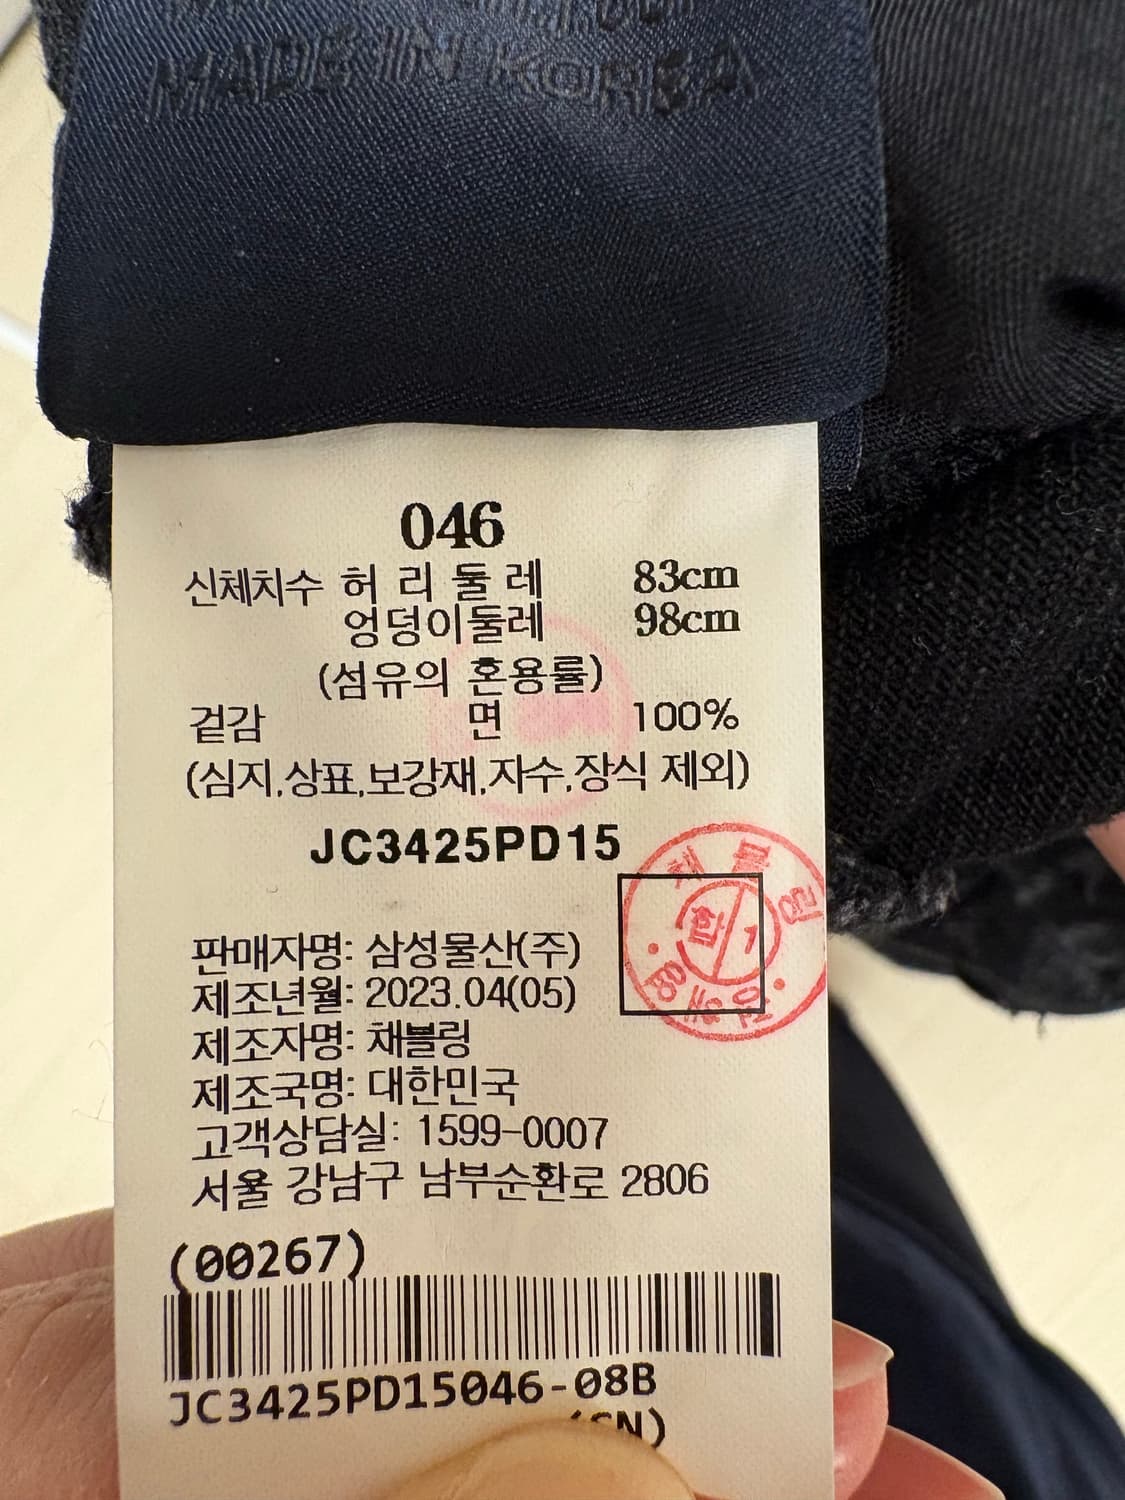 MADE IN KOREA
046
신체치수 허 리 둘 레 83cm
엉덩이둘레 98cm
(섬유의 혼용률)
겉감 면 100%
(심지,상표,보강재,자수,장식 제외)
JC3425PD15
채블링
합/1
판매자명: 삼성물산(주)
제조년월: 2023.04(05)
제조자명: 채블링
제조국명: 대한민국
고객상담실: 1599-0007
서울 강남구 남부순환로 2806
(00267)
JC3425PD15046-08B